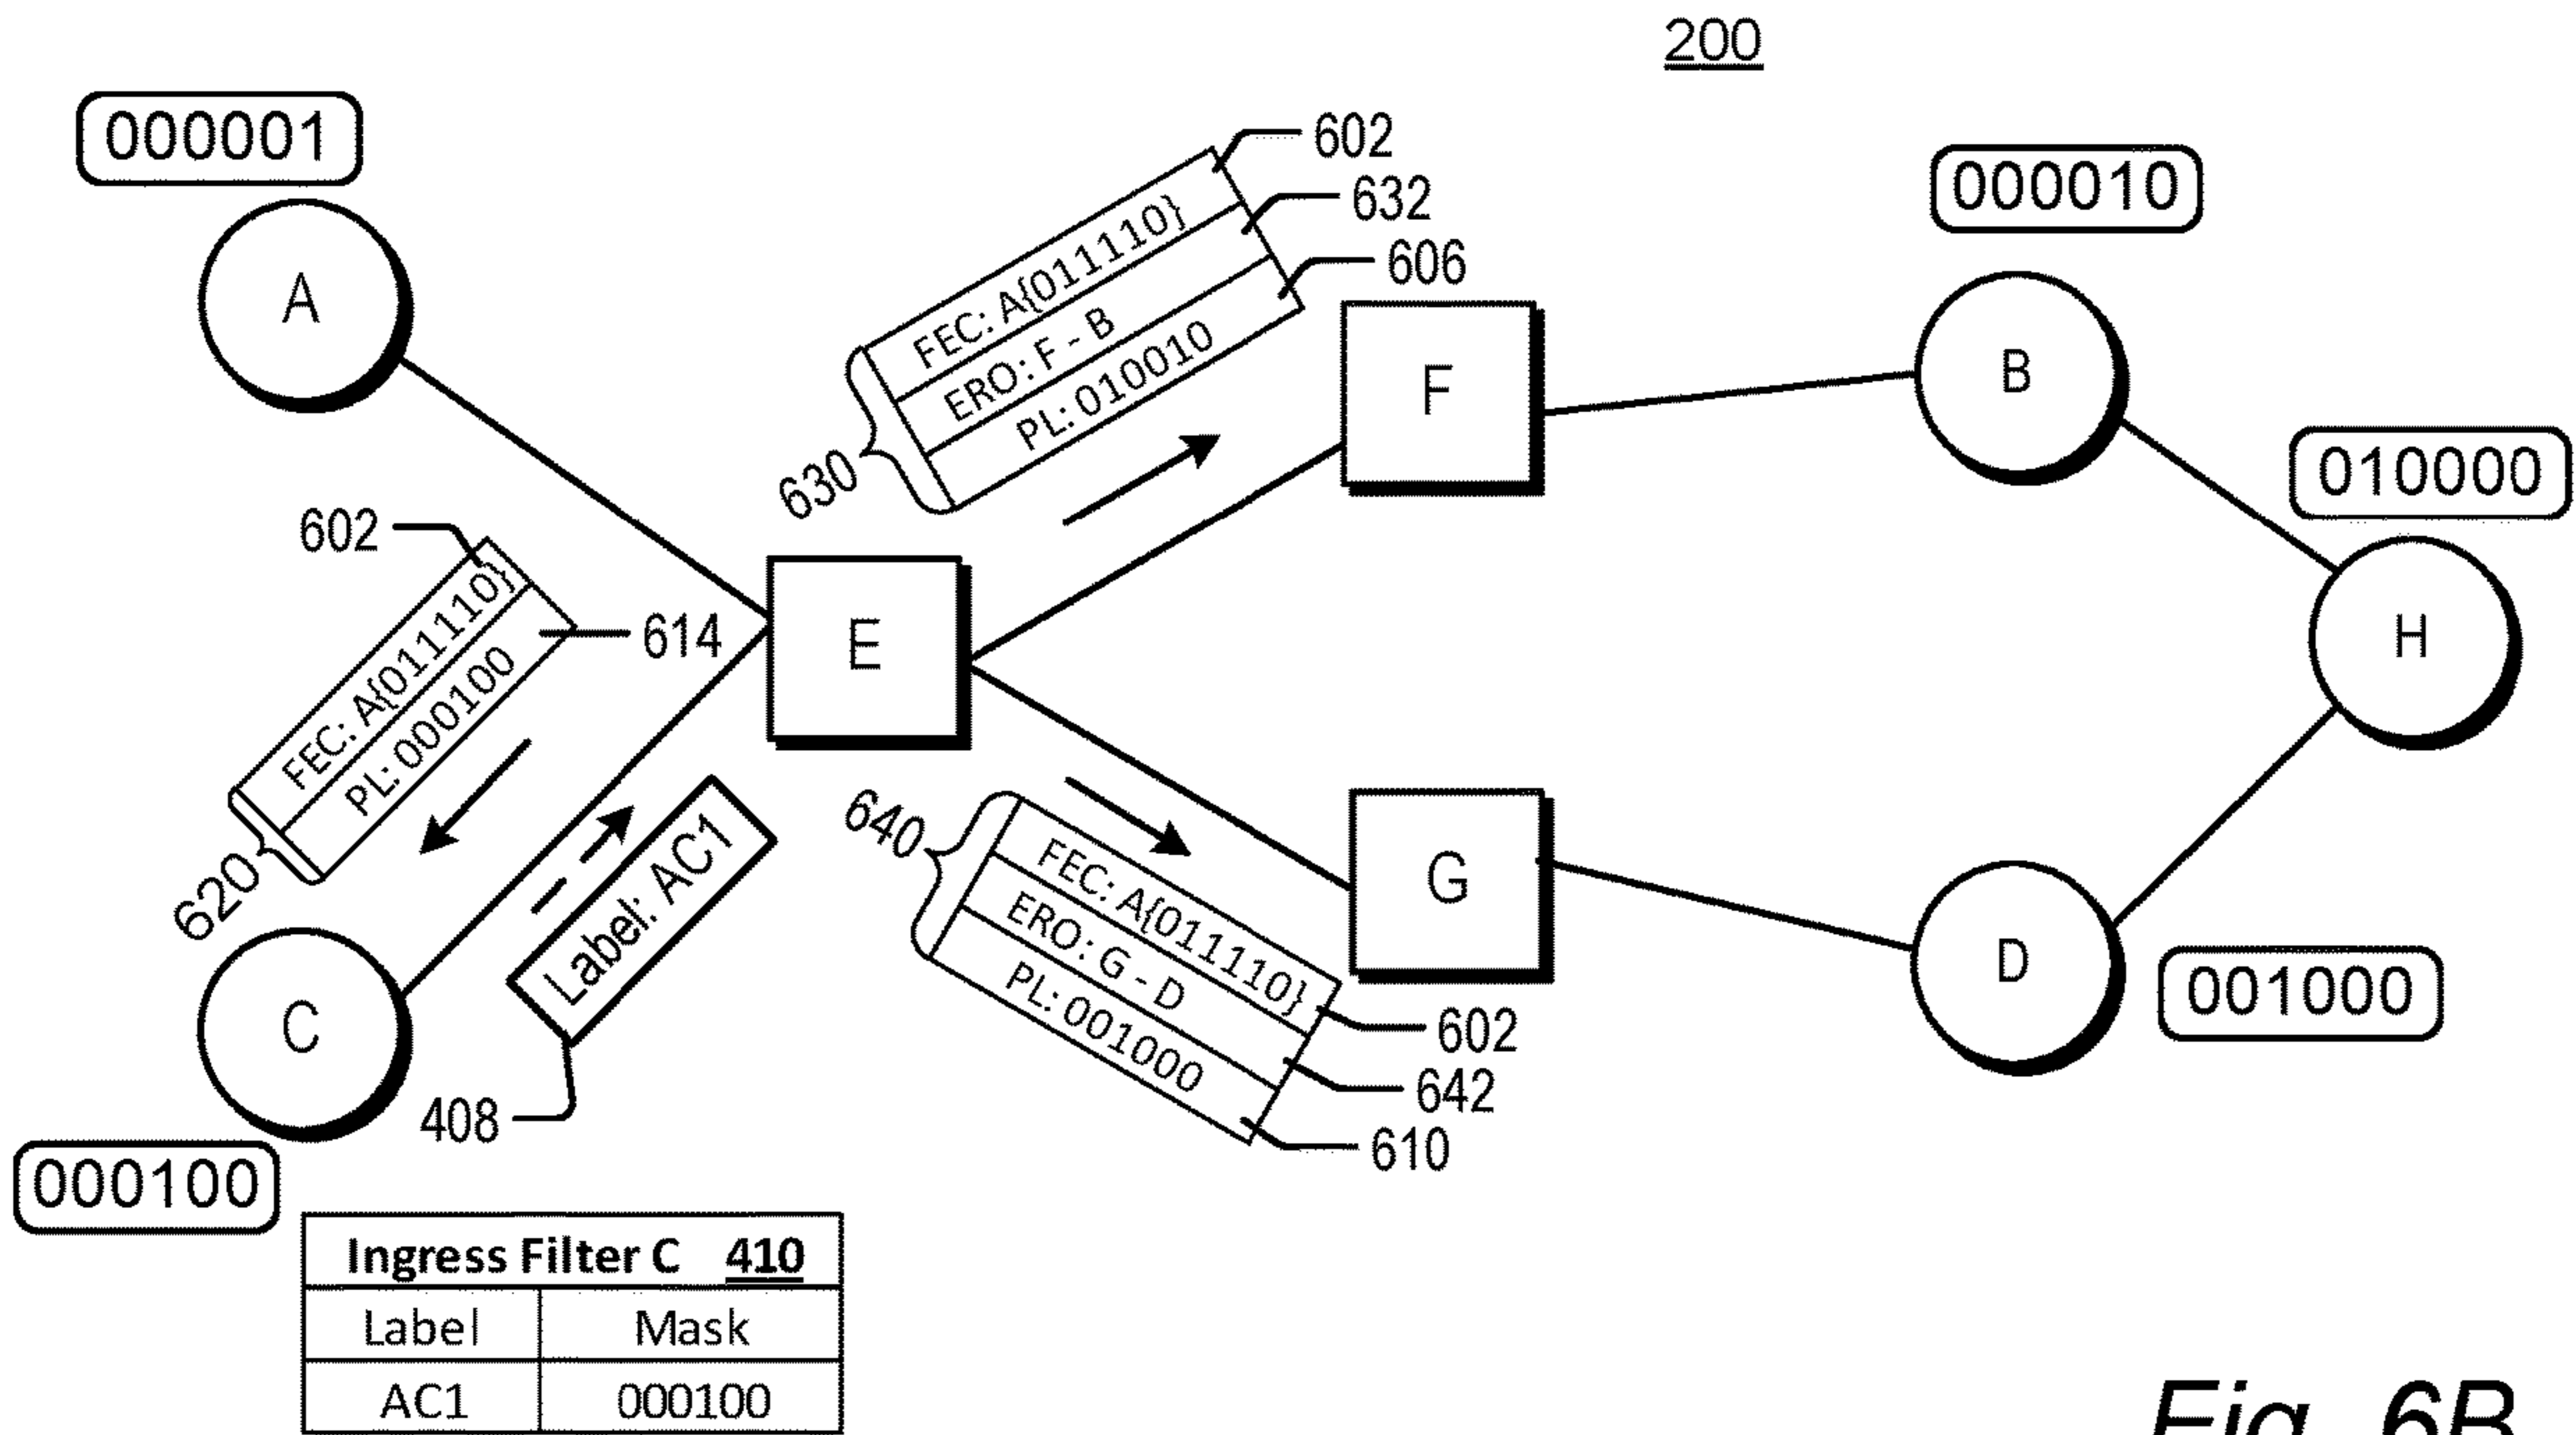 200
000001
A
602
632
606
FEC: A{011110}
ERO: F - B
PL: 010010
630
F
000010
B
010000
H
602
614
FEC: A{011110}
PL: 000100
620
E
Label: AC1
408
C
000100
640
FEC: A{011110}
ERO: G - D
PL: 001000
602
642
610
G
D
001000
Ingress Filter C 410
Label Mask
AC1 000100
Fig. 6B